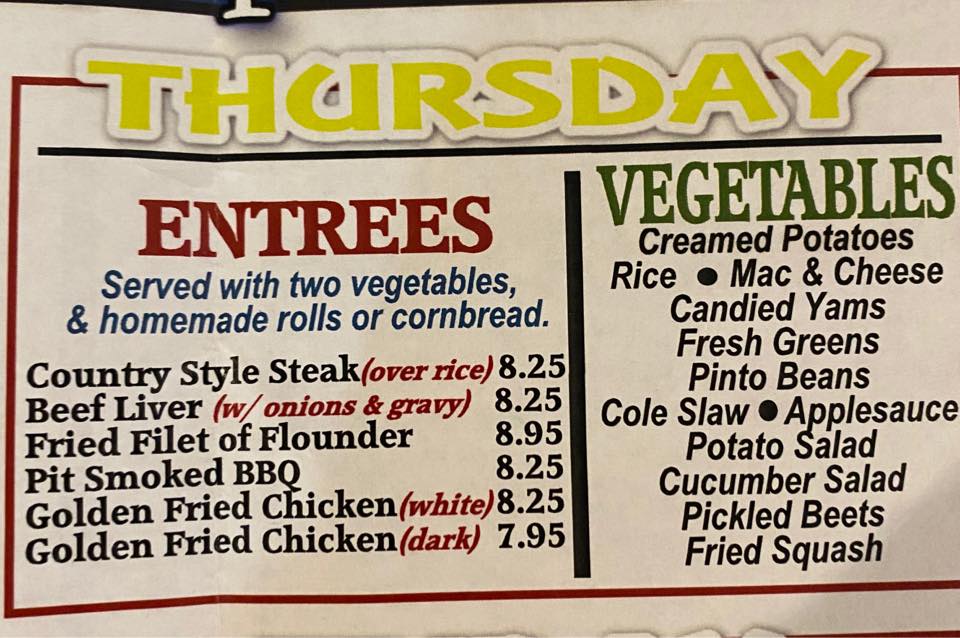 THURSDAY
ENTREES
Served with two vegetables,
& homemade rolls or cornbread.
Country Style Steak (over rice) 8.25
Beef Liver (w/ onions & gravy) 8.25
Fried Filet of Flounder 8.95
Pit Smoked BBQ 8.25
Golden Fried Chicken (white) 8.25
Golden Fried Chicken (dark) 7.95
VEGETABLES
Creamed Potatoes
Rice ● Mac & Cheese
Candied Yams
Fresh Greens
Pinto Beans
Cole Slaw ● Applesauce
Potato Salad
Cucumber Salad
Pickled Beets
Fried Squash